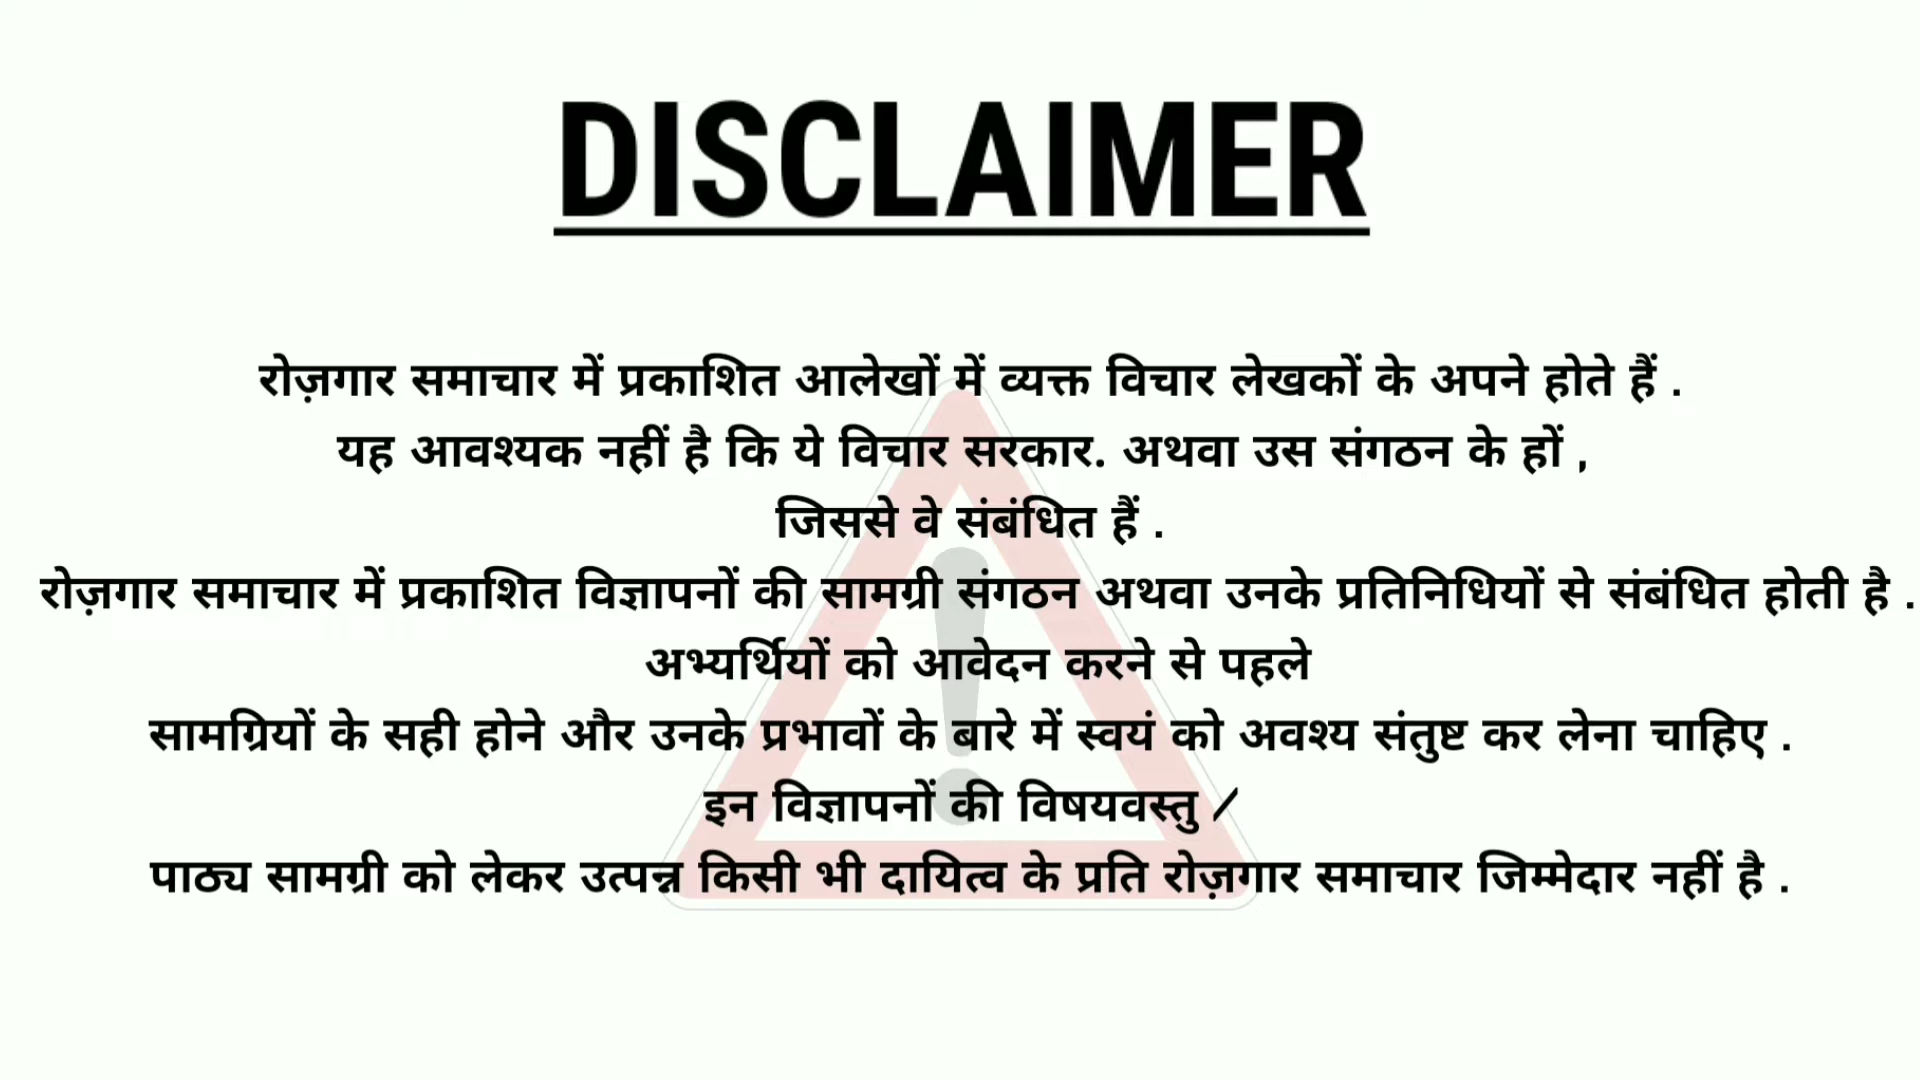 DISCLAIMER
रोज़गार समाचार में प्रकाशित आलेखों में व्यक्त विचार लेखकों के अपने होते हैं .
यह आवश्यक नहीं है कि ये विचार सरकार. अथवा उस संगठन के हों ,
जिससे वे संबंधित हैं .
रोज़गार समाचार में प्रकाशित विज्ञापनों की सामग्री संगठन अथवा उनके प्रतिनिधियों से संबंधित होती है .
अभ्यर्थियों को आवेदन करने से पहले
सामग्रियों के सही होने और उनके प्रभावों के बारे में स्वयं को अवश्य संतुष्ट कर लेना चाहिए .
इन विज्ञापनों की विषयवस्तु /
पाठ्य सामग्री को लेकर उत्पन्न किसी भी दायित्व के प्रति रोज़गार समाचार जिम्मेदार नहीं है .